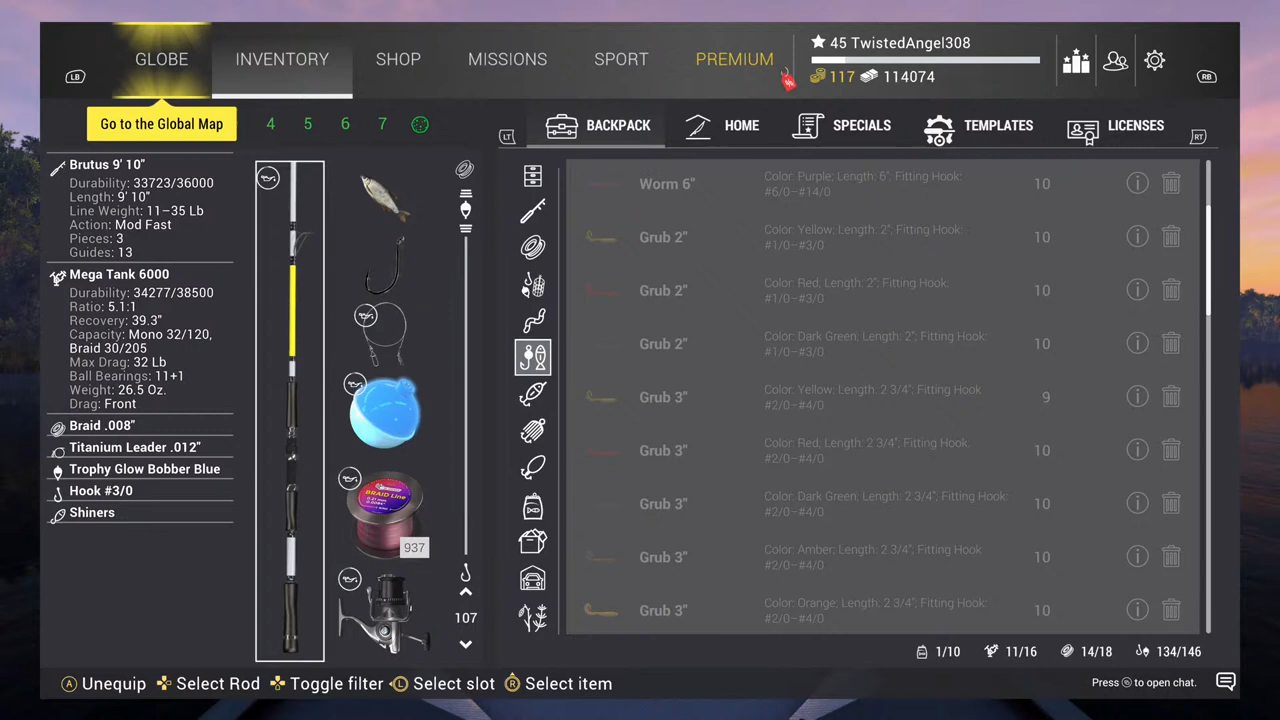 GLOBE
INVENTORY
SHOP
MISSIONS
SPORT
PREMIUM
45 TwistedAngel308
117 114074
LB
RB
Go to the Global Map
4 5 6 7
LT
BACKPACK
HOME
SPECIALS
TEMPLATES
LICENSES
RT
Brutus 9' 10"
Durability: 33723/36000
Length: 9' 10"
Line Weight: 11–35 Lb
Action: Mod Fast
Pieces: 3
Guides: 13
Mega Tank 6000
Durability: 34277/38500
Ratio: 5.1:1
Recovery: 39.3"
Capacity: Mono 32/120,
Braid 30/205
Max Drag: 32 Lb
Ball Bearings: 11+1
Weight: 26.5 Oz.
Drag: Front
Braid .008"
Titanium Leader .012"
Trophy Glow Bobber Blue
Hook #3/0
Shiners
BRAID Line
937
107
Worm 6"
Color: Purple; Length: 6"; Fitting Hook:
#6/0–#14/0
10
Grub 2"
Color: Yellow; Length: 2"; Fitting Hook:
#1/0–#3/0
10
Grub 2"
Color: Red; Length: 2"; Fitting Hook:
#1/0–#3/0
10
Grub 2"
Color: Dark Green; Length: 2"; Fitting Hook:
#1/0–#3/0
10
Grub 3"
Color: Yellow; Length: 2 3/4"; Fitting Hook:
#2/0–#4/0
9
Grub 3"
Color: Red; Length: 2 3/4"; Fitting Hook:
#2/0–#4/0
10
Grub 3"
Color: Dark Green; Length: 2 3/4"; Fitting Hook:
#2/0–#4/0
10
Grub 3"
Color: Amber; Length: 2 3/4"; Fitting Hook:
#2/0–#4/0
10
Grub 3"
Color: Orange; Length: 2 3/4"; Fitting Hook:
#2/0–#4/0
10
1/10 11/16 14/18 134/146
A Unequip Select Rod Toggle filter L Select slot R Select item
Press to open chat.